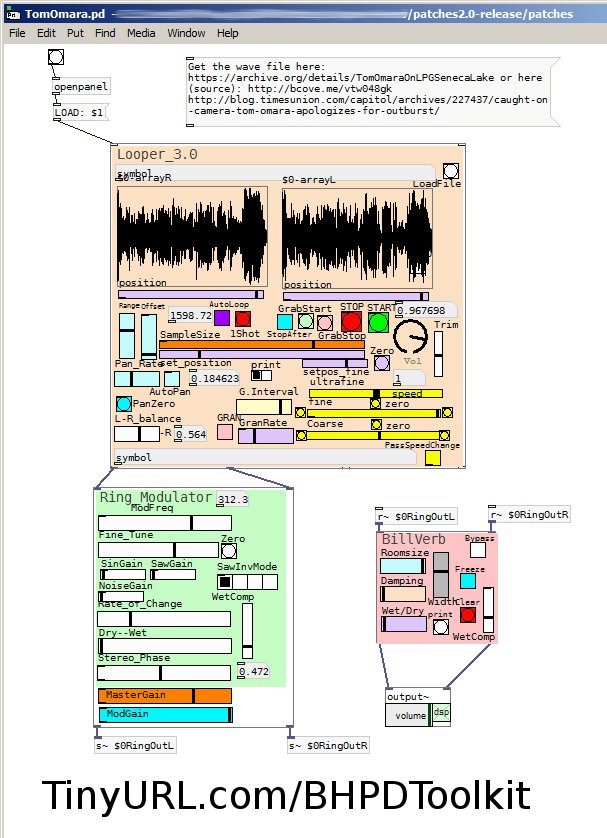 TomOmara.pd - /patches2.0-release/patches
File Edit Put Find Media Window Help
Get the wave file here:
https://archive.org/details/TomOmaraOnLPGSenecaLake or here
(source): http://bcove.me/vtw048gk
http://blog.timesunion.com/capitol/archives/227437/caught-on
-camera-tom-omara-apologizes-for-outburst/
openpanel
LOAD: $1
Looper_3.0
symbol
$0-arrayR
$0-arrayL
LoadFile
position
position
Range Offset
1598.72
AutoLoop
GrabStart
STOP
START
0.967698
SampleSize
1Shot
StopAfter
GrabStop
Trim
Vol
set_position
print
Zero
setpos_fine
Pan_Rate
0.184623
ultrafine
1
AutoPan
speed
PanZero
G.Interval
fine
zero
L-R_balance
GRAN
-R
0.564
GranRate
Coarse
zero
PassSpeedChange
symbol
Ring_Modulator
312.3
ModFreq
Fine_Tune
Zero
SinGain
SawGain
SawInvMode
NoiseGain
WetComp
Rate_of_Change
Dry--Wet
Stereo_Phase
0.472
MasterGain
ModGain
s~ $0RingOutL
s~ $0RingOutR
r~ $0RingOutL
r~ $0RingOutR
BillVerb
Bypass
Roomsize
Freeze
Damping
Width
Clear
Wet/Dry
print
WetComp
output~
volume
dsp
TinyURL.com/BHPDToolkit